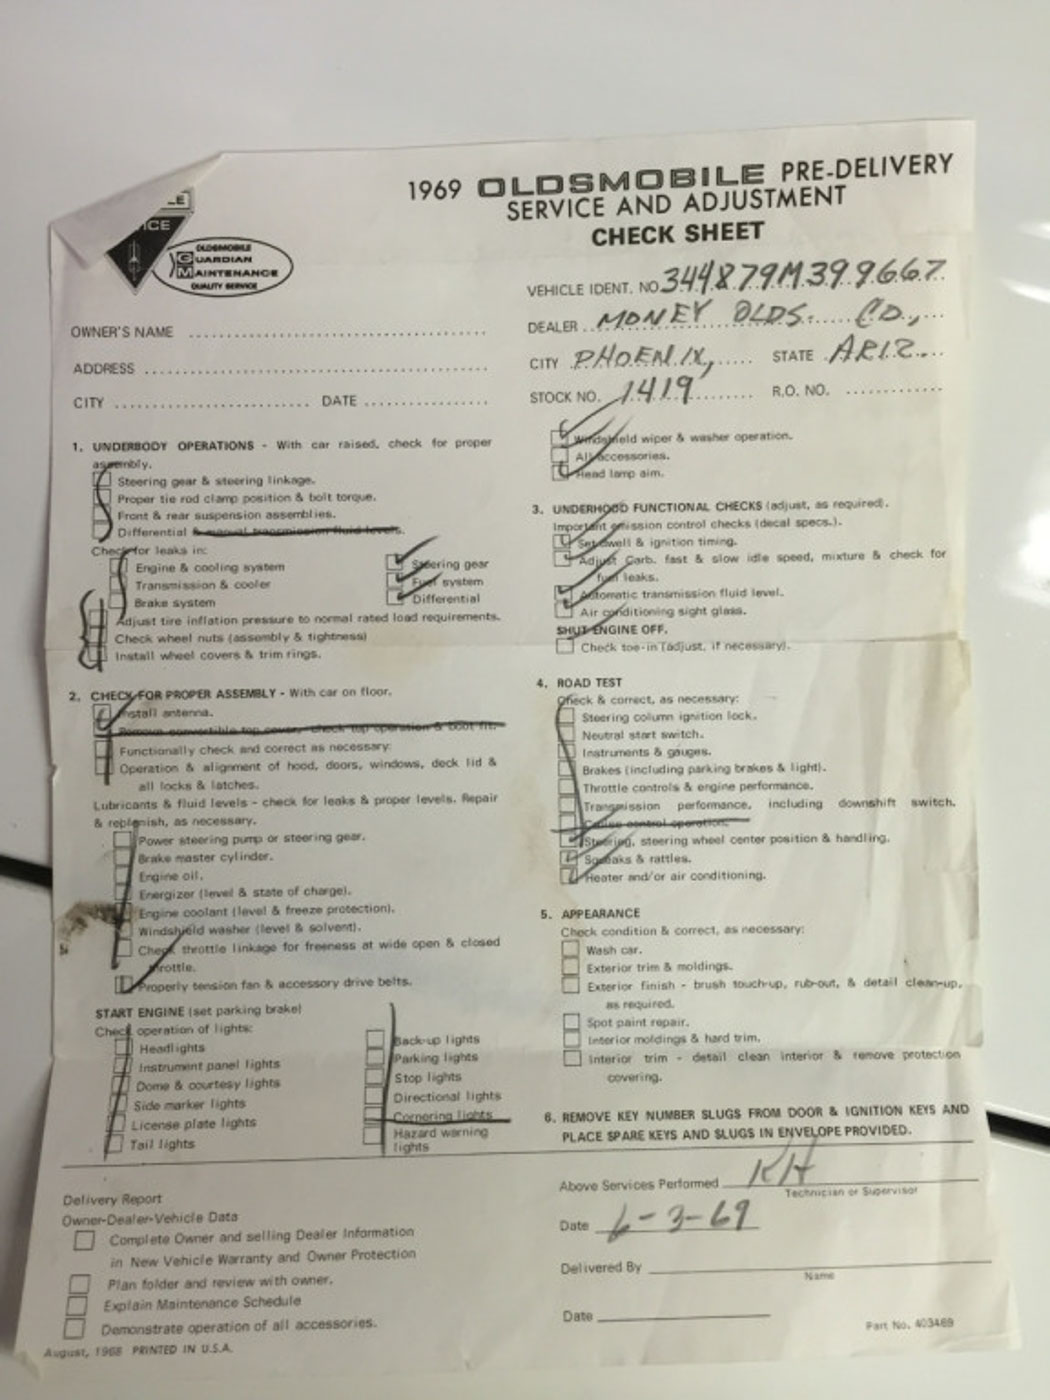 LE
ICE
OLDSMOBILE
GUARDIAN
MAINTENANCE
QUALITY SERVICE
1969 OLDSMOBILE PRE-DELIVERY
SERVICE AND ADJUSTMENT
CHECK SHEET
OWNER'S NAME
ADDRESS
CITY DATE
VEHICLE IDENT. NO 344879M399667
DEALER MONEY OLDS. CO.,
CITY PHOENIX, STATE ARIZ.
STOCK NO. 1419 R.O. NO.
1. UNDERBODY OPERATIONS - With car raised, check for proper
assembly.
Steering gear & steering linkage.
Proper tie rod clamp position & bolt torque.
Front & rear suspension assemblies.
Differential & manual transmission fluid levels.
Check for leaks in:
Engine & cooling system
Transmission & cooler
Brake system
Steering gear
Fuel system
Differential
Adjust tire inflation pressure to normal rated load requirements.
Check wheel nuts (assembly & tightness)
Install wheel covers & trim rings.
2. CHECK FOR PROPER ASSEMBLY - With car on floor.
Install antenna.
Remove convertible top cover, check top operation & boot fit.
Functionally check and correct as necessary:
Operation & alignment of hood, doors, windows, deck lid &
all locks & latches.
Lubricants & fluid levels - check for leaks & proper levels. Repair
& replenish, as necessary.
Power steering pump or steering gear.
Brake master cylinder.
Engine oil.
Energizer (level & state of charge).
Engine coolant (level & freeze protection).
Windshield washer (level & solvent).
Check throttle linkage for freeness at wide open & closed
throttle.
Properly tension fan & accessory drive belts.
START ENGINE (set parking brake)
Check operation of lights:
Headlights
Instrument panel lights
Dome & courtesy lights
Side marker lights
License plate lights
Tail lights
Back-up lights
Parking lights
Stop lights
Directional lights
Cornering lights
Hazard warning
lights
Windshield wiper & washer operation.
All accessories.
Head lamp aim.
3. UNDERHOOD FUNCTIONAL CHECKS (adjust, as required).
Important emission control checks (decal specs.).
Set dwell & ignition timing.
Adjust Carb. fast & slow idle speed, mixture & check for
fuel leaks.
Automatic transmission fluid level.
Air conditioning sight glass.
SHUT ENGINE OFF.
Check toe-in (adjust, if necessary).
4. ROAD TEST
Check & correct, as necessary:
Steering column ignition lock.
Neutral start switch.
Instruments & gauges.
Brakes (including parking brakes & light).
Throttle controls & engine performance.
Transmission performance, including downshift switch.
Cruise control operation.
Steering, steering wheel center position & handling.
Squeaks & rattles.
Heater and/or air conditioning.
5. APPEARANCE
Check condition & correct, as necessary:
Wash car.
Exterior trim & moldings.
Exterior finish - brush touch-up, rub-out, & detail clean-up,
as required.
Spot paint repair.
Interior moldings & hard trim.
Interior trim - detail clean interior & remove protection
covering.
6. REMOVE KEY NUMBER SLUGS FROM DOOR & IGNITION KEYS AND
PLACE SPARE KEYS AND SLUGS IN ENVELOPE PROVIDED.
Delivery Report
Owner-Dealer-Vehicle Data
Complete Owner and selling Dealer Information
in New Vehicle Warranty and Owner Protection
Plan folder and review with owner.
Explain Maintenance Schedule
Demonstrate operation of all accessories.
August, 1968 PRINTED IN U.S.A.
Above Services Performed KH
Technician or Supervisor
Date 6-3-69
Delivered By
Name
Date
Part No. 403469